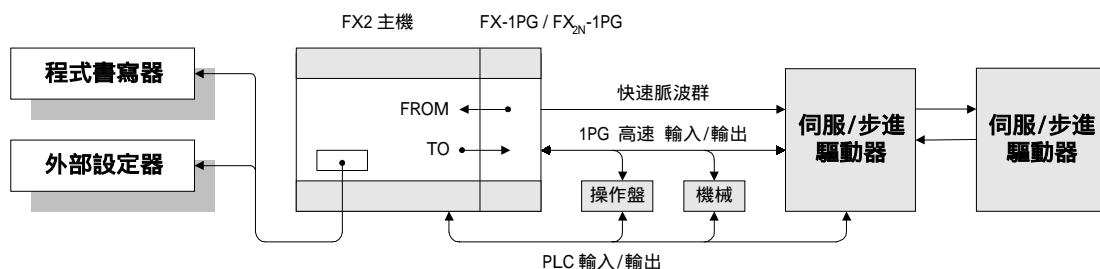 FX2 主機
FX-1PG / FX2N-1PG
程式書寫器
外部設定器
FROM
TO
快速脈波群
1PG 高速 輸入/輸出
操作盤
機械
伺服/步進
驅動器
伺服/步進
驅動器
PLC 輸入/輸出